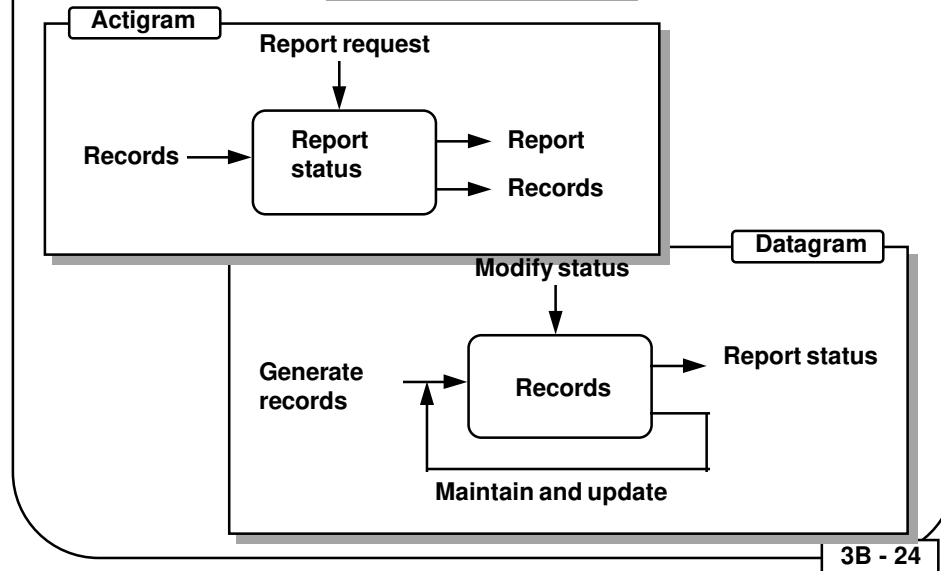 Actigram
Report request
Records
Report
status
Report
Records
Datagram
Modify status
Generate
records
Records
Report status
Maintain and update
3B - 24